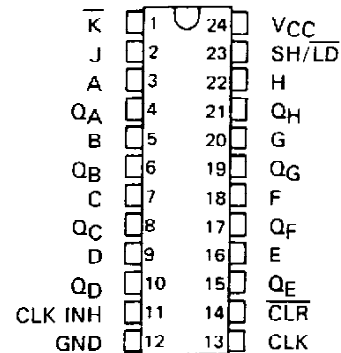 K̅ 1 24 VCC
J 2 23 SH/L̅D̅
A 3 22 H
QA 4 21 QH
B 5 20 G
QB 6 19 QG
C 7 18 F
QC 8 17 QF
D 9 16 E
QD 10 15 QE
CLK INH 11 14 C̅L̅R̅
GND 12 13 CLK